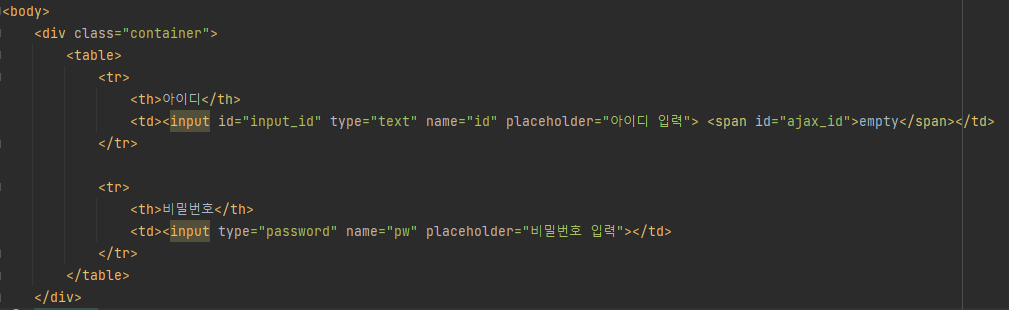 <body>
<div class="container">
<table>
<tr>
<th>아이디</th>
<td><input id="input_id" type="text" name="id" placeholder="아이디 입력"> <span id="ajax_id">empty</span></td>
</tr>
<tr>
<th>비밀번호</th>
<td><input type="password" name="pw" placeholder="비밀번호 입력"></td>
</tr>
</table>
</div>